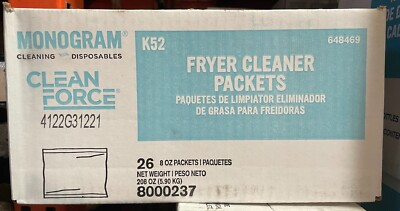 MONOGRAM®
CLEANING AND DISPOSABLES
CLEAN
FORCE®
4122G31221
K52
648469
FRYER CLEANER
PACKETS
PAQUETES DE LIMPIATOR ELIMINADOR
DE GRASA PARA FREIDORAS
26 8 OZ PACKETS | PAQUETES
NET WEIGHT | PESO NETO
208 OZ (5.90 KG)
8000237